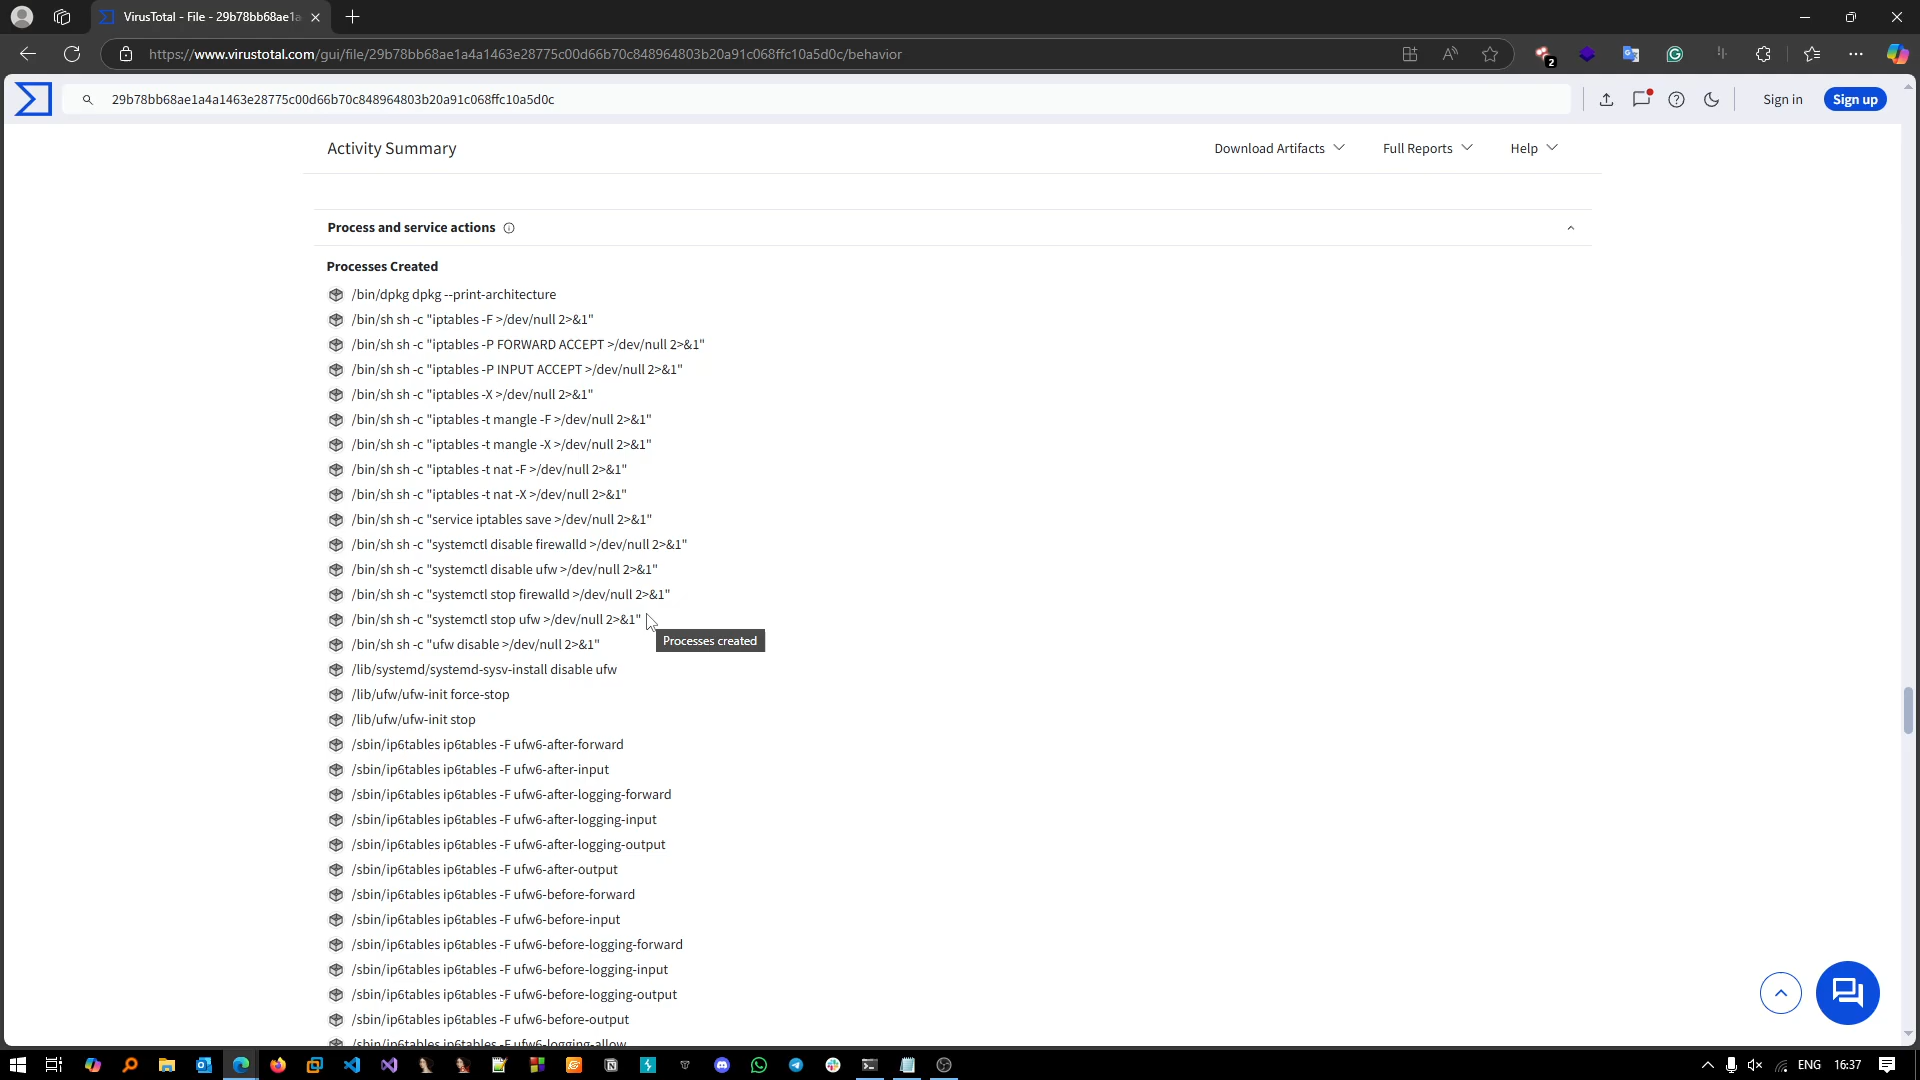 VirusTotal - File - 29b78bb68ae1a
https://www.virustotal.com/gui/file/29b78bb68ae1a4a1463e28775c00d66b70c848964803b20a91c068ffc10a5d0c/behavior
2
29b78bb68ae1a4a1463e28775c00d66b70c848964803b20a91c068ffc10a5d0c
Sign in
Sign up
Activity Summary
Download Artifacts
Full Reports
Help
Process and service actions
Processes Created
/bin/dpkg dpkg --print-architecture
/bin/sh sh -c "iptables -F >/dev/null 2>&1"
/bin/sh sh -c "iptables -P FORWARD ACCEPT >/dev/null 2>&1"
/bin/sh sh -c "iptables -P INPUT ACCEPT >/dev/null 2>&1"
/bin/sh sh -c "iptables -X >/dev/null 2>&1"
/bin/sh sh -c "iptables -t mangle -F >/dev/null 2>&1"
/bin/sh sh -c "iptables -t mangle -X >/dev/null 2>&1"
/bin/sh sh -c "iptables -t nat -F >/dev/null 2>&1"
/bin/sh sh -c "iptables -t nat -X >/dev/null 2>&1"
/bin/sh sh -c "service iptables save >/dev/null 2>&1"
/bin/sh sh -c "systemctl disable firewalld >/dev/null 2>&1"
/bin/sh sh -c "systemctl disable ufw >/dev/null 2>&1"
/bin/sh sh -c "systemctl stop firewalld >/dev/null 2>&1"
/bin/sh sh -c "systemctl stop ufw >/dev/null 2>&1"
Processes created
/bin/sh sh -c "ufw disable >/dev/null 2>&1"
/lib/systemd/systemd-sysv-install disable ufw
/lib/ufw/ufw-init force-stop
/lib/ufw/ufw-init stop
/sbin/ip6tables ip6tables -F ufw6-after-forward
/sbin/ip6tables ip6tables -F ufw6-after-input
/sbin/ip6tables ip6tables -F ufw6-after-logging-forward
/sbin/ip6tables ip6tables -F ufw6-after-logging-input
/sbin/ip6tables ip6tables -F ufw6-after-logging-output
/sbin/ip6tables ip6tables -F ufw6-after-output
/sbin/ip6tables ip6tables -F ufw6-before-forward
/sbin/ip6tables ip6tables -F ufw6-before-input
/sbin/ip6tables ip6tables -F ufw6-before-logging-forward
/sbin/ip6tables ip6tables -F ufw6-before-logging-input
/sbin/ip6tables ip6tables -F ufw6-before-logging-output
/sbin/ip6tables ip6tables -F ufw6-before-output
/sbin/ip6tables ip6tables -F ufw6-logging-allow
ENG
16:37